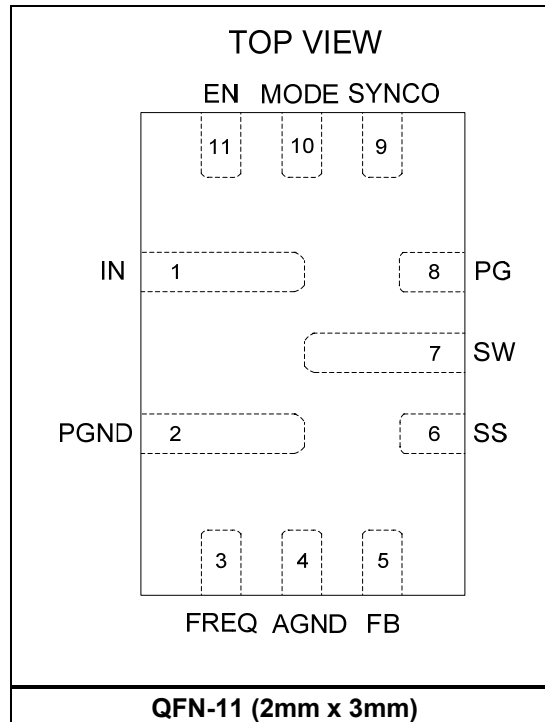 TOP VIEW
EN MODE SYNCO
11 10 9
IN 1 8 PG
7 SW
PGND 2 6 SS
3 4 5
FREQ AGND FB
QFN-11 (2mm x 3mm)